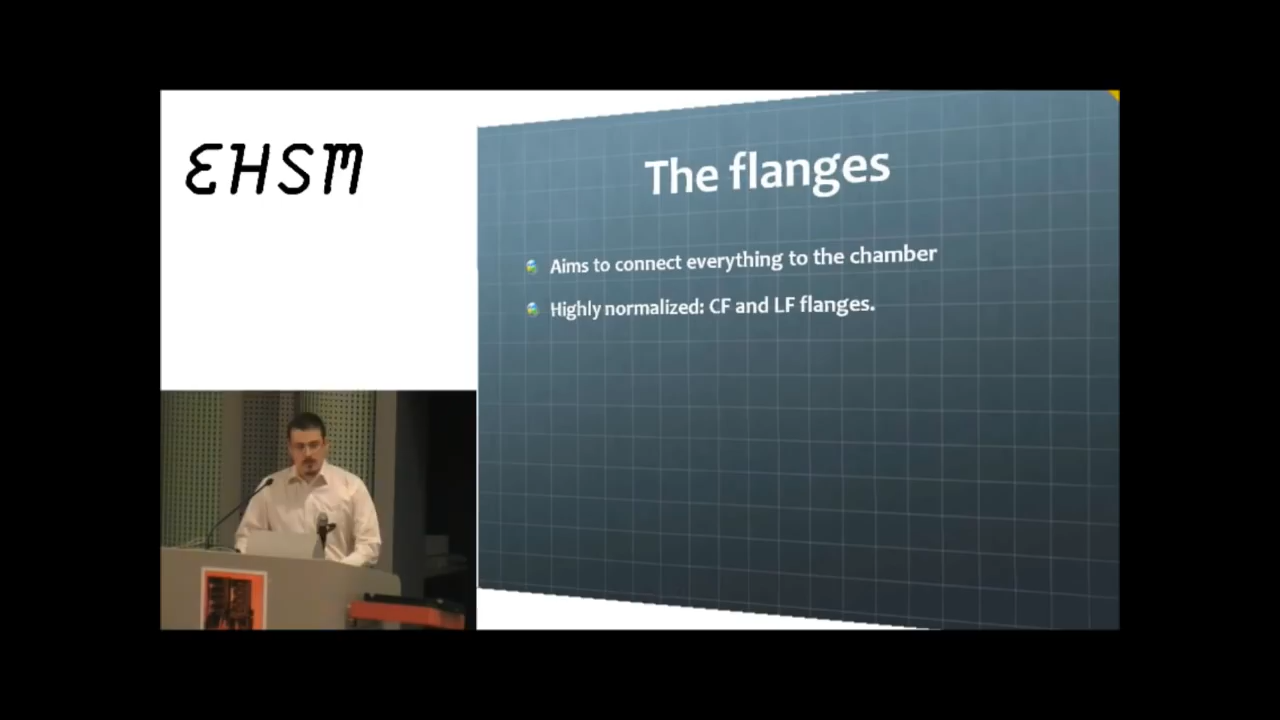 EHSM
The flanges
Aims to connect everything to the chamber
Highly normalized: CF and LF flanges.